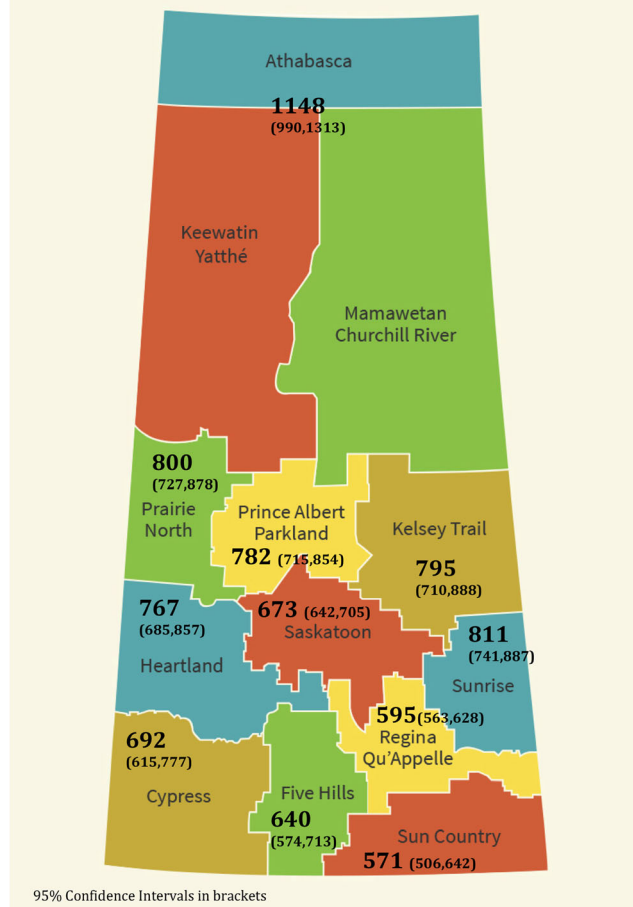 Athabasca
1148
(990,1313)
Keewatin
Yatthé
Mamawetan
Churchill River
800
(727,878)
Prairie
North
Prince Albert
Parkland
782 (715,854)
Kelsey Trail
795
(710,888)
767
(685,857)
Heartland
673 (642,705)
Saskatoon
811
(741,887)
Sunrise
595(563,628)
Regina
Qu'Appelle
692
(615,777)
Cypress
Five Hills
640
(574,713)
Sun Country
571 (506,642)
95% Confidence Intervals in brackets